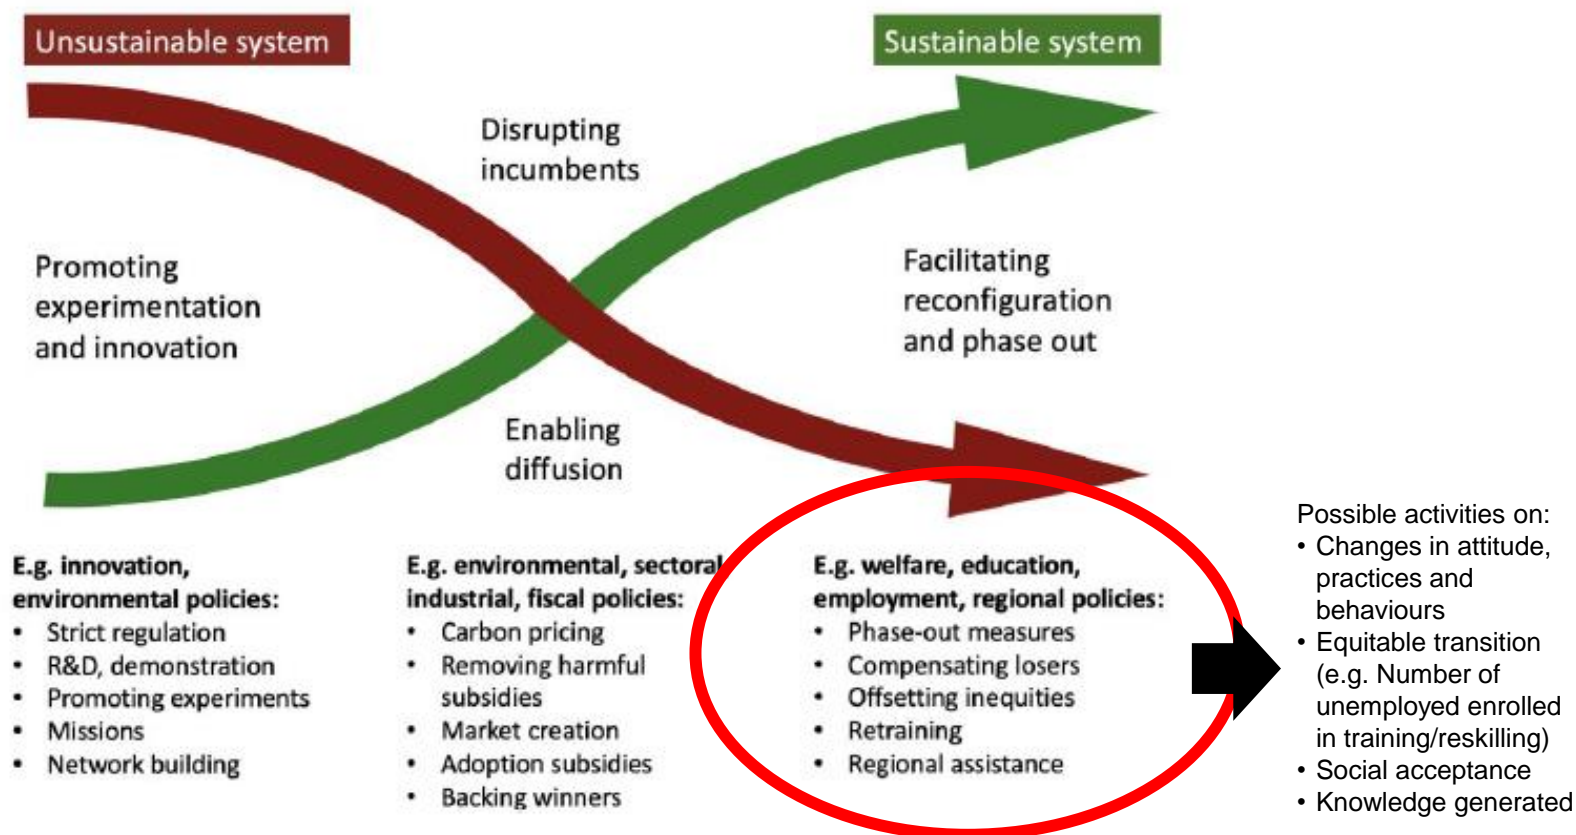 Unsustainable system
Sustainable system
Disrupting
incumbents
Promoting
experimentation
and innovation
Facilitating
reconfiguration
and phase out
Enabling
diffusion
E.g. innovation,
environmental policies:
• Strict regulation
• R&D, demonstration
• Promoting experiments
• Missions
• Network building
E.g. environmental, sectoral
industrial, fiscal policies:
• Carbon pricing
• Removing harmful
subsidies
• Market creation
• Adoption subsidies
• Backing winners
E.g. welfare, education,
employment, regional policies:
• Phase-out measures
• Compensating losers
• Offsetting inequities
• Retraining
• Regional assistance
Possible activities on:
• Changes in attitude,
practices and
behaviours
• Equitable transition
(e.g. Number of
unemployed enrolled
in training/reskilling)
• Social acceptance
• Knowledge generated